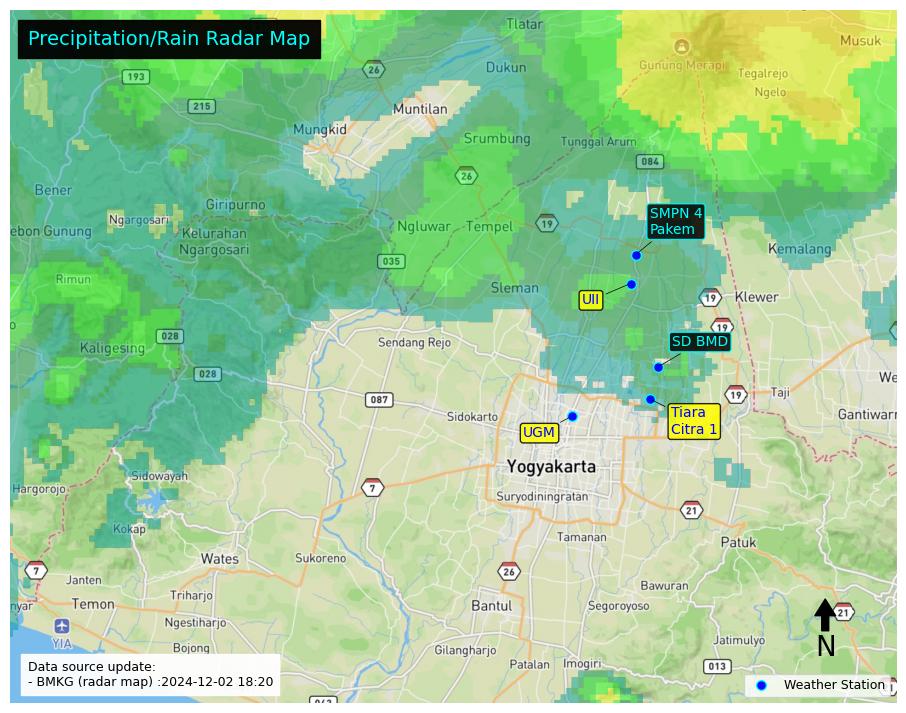 Precipitation/Rain Radar Map
Tlatar
Musuk
26
193
Dukun
Gunung Merapi
Tegalrejo
Ngelo
215
Muntilan
Mungkid
Srumbung
Tunggal Arum
084
26
Bener
Giripurno
Ngargosari
Kelurahan
Ngargosari
ebon Gunung
Ngluwar
Tempel
19
SMPN 4
Pakem
Kemalang
035
Rimun
Sleman
UII
19
Klewer
19
028
Kaligesing
Sendang Rejo
SD BMD
028
087
Taji
19
We
Sidokarto
Gantiwarn
UGM
Tiara
Citra 1
Yogyakarta
Sidowayah
Hargorojo
7
Suryodiningratan
21
Kokap
Tamanan
Patuk
Wates
Sukoreno
7
26
Janten
Bawuran
nyar
Temon
Triharjo
Bantul
Segoroyoso
21
Ngestiharjo
YIA
Jatimulyo
N
Bojong
Gilangharjo
Patalan
Imogiri
013
Data source update:
- BMKG (radar map) :2024-12-02 18:20
Weather Station